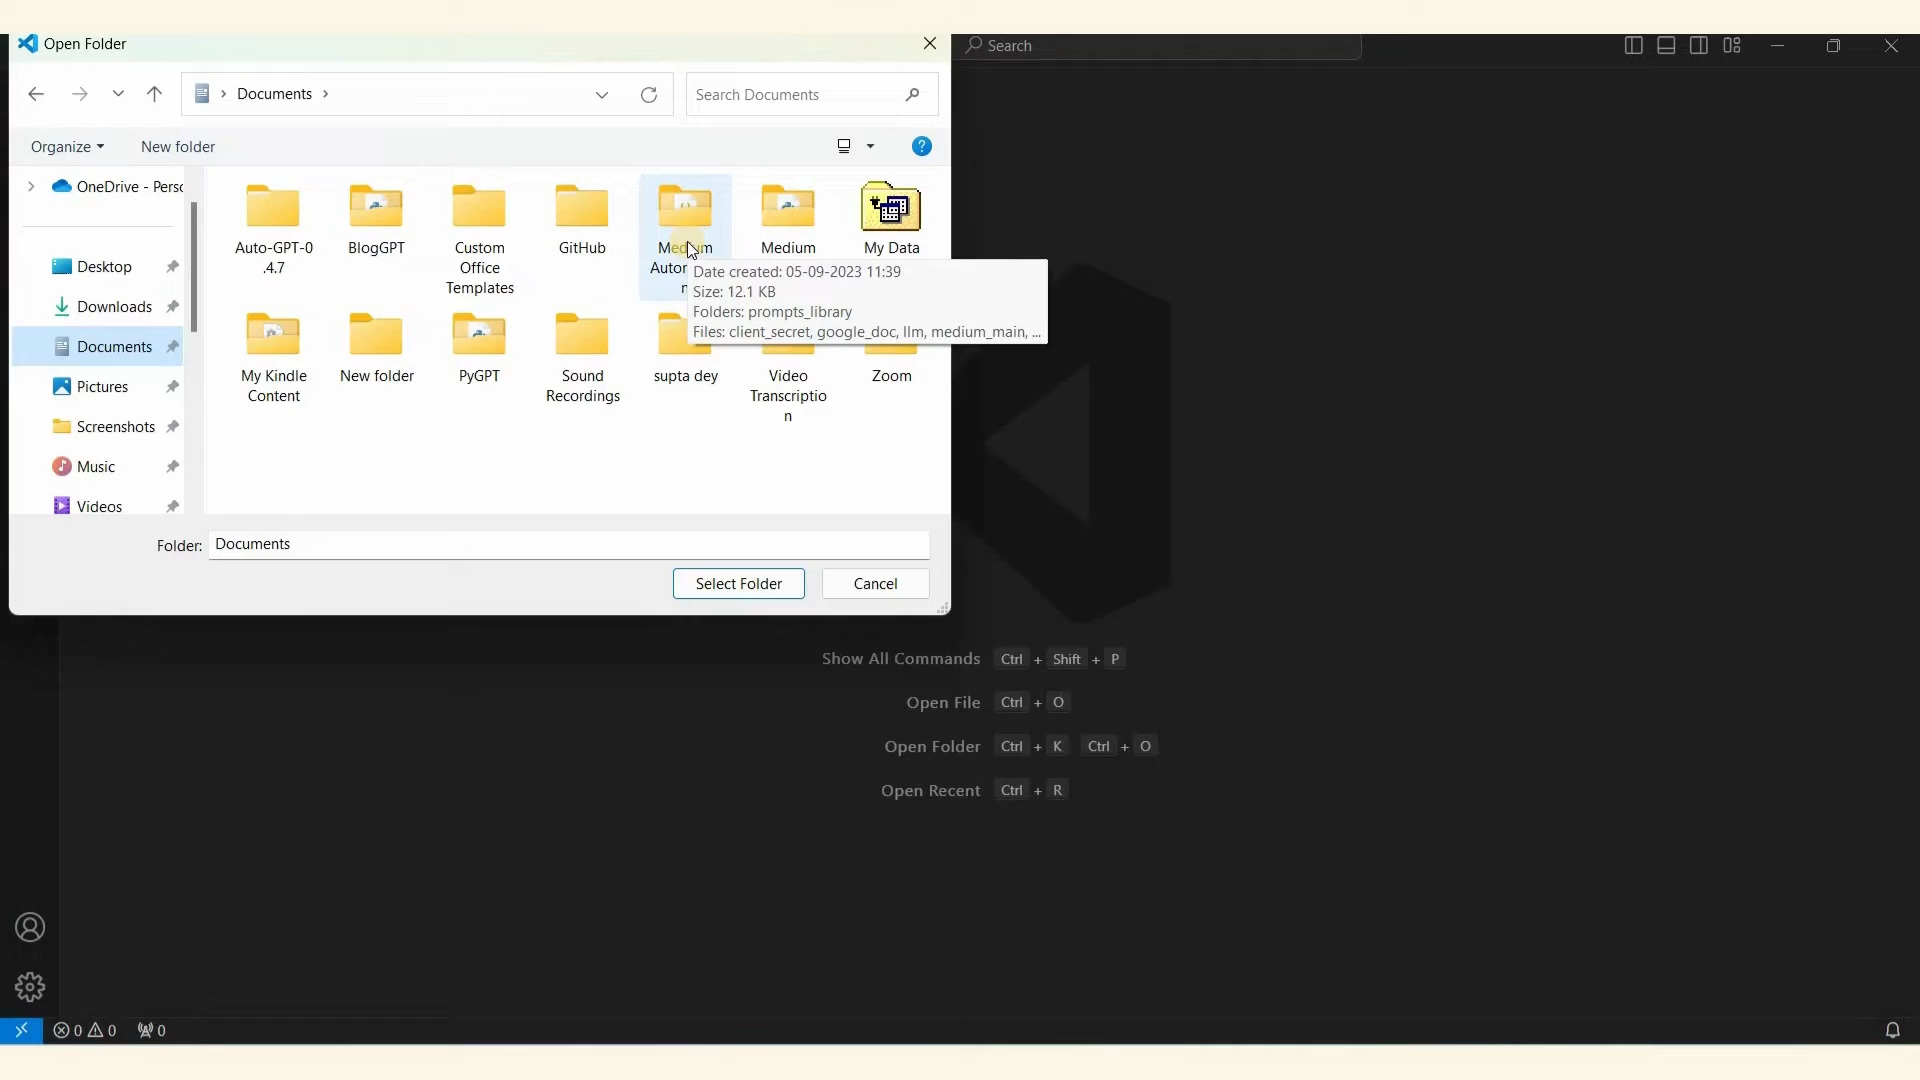 Open Folder
Search
Documents
Search Documents
Organize
New folder
OneDrive - Perso
Desktop
Downloads
Documents
Pictures
Screenshots
Music
Videos
Auto-GPT-0
.4.7
BlogGPT
Custom
Office
Templates
GitHub
Medium
Medium
My Data
Date created: 05-09-2023 11:39
Size: 12.1 KB
Folders: prompts_library
Files: client_secret, google_doc, llm, medium_main, ...
My Kindle
Content
New folder
PyGPT
Sound
Recordings
supta dey
Video
Transcriptio
n
Zoom
Folder: Documents
Select Folder
Cancel
Show All Commands Ctrl + Shift + P
Open File Ctrl + O
Open Folder Ctrl + K Ctrl + O
Open Recent Ctrl + R
0 0 0